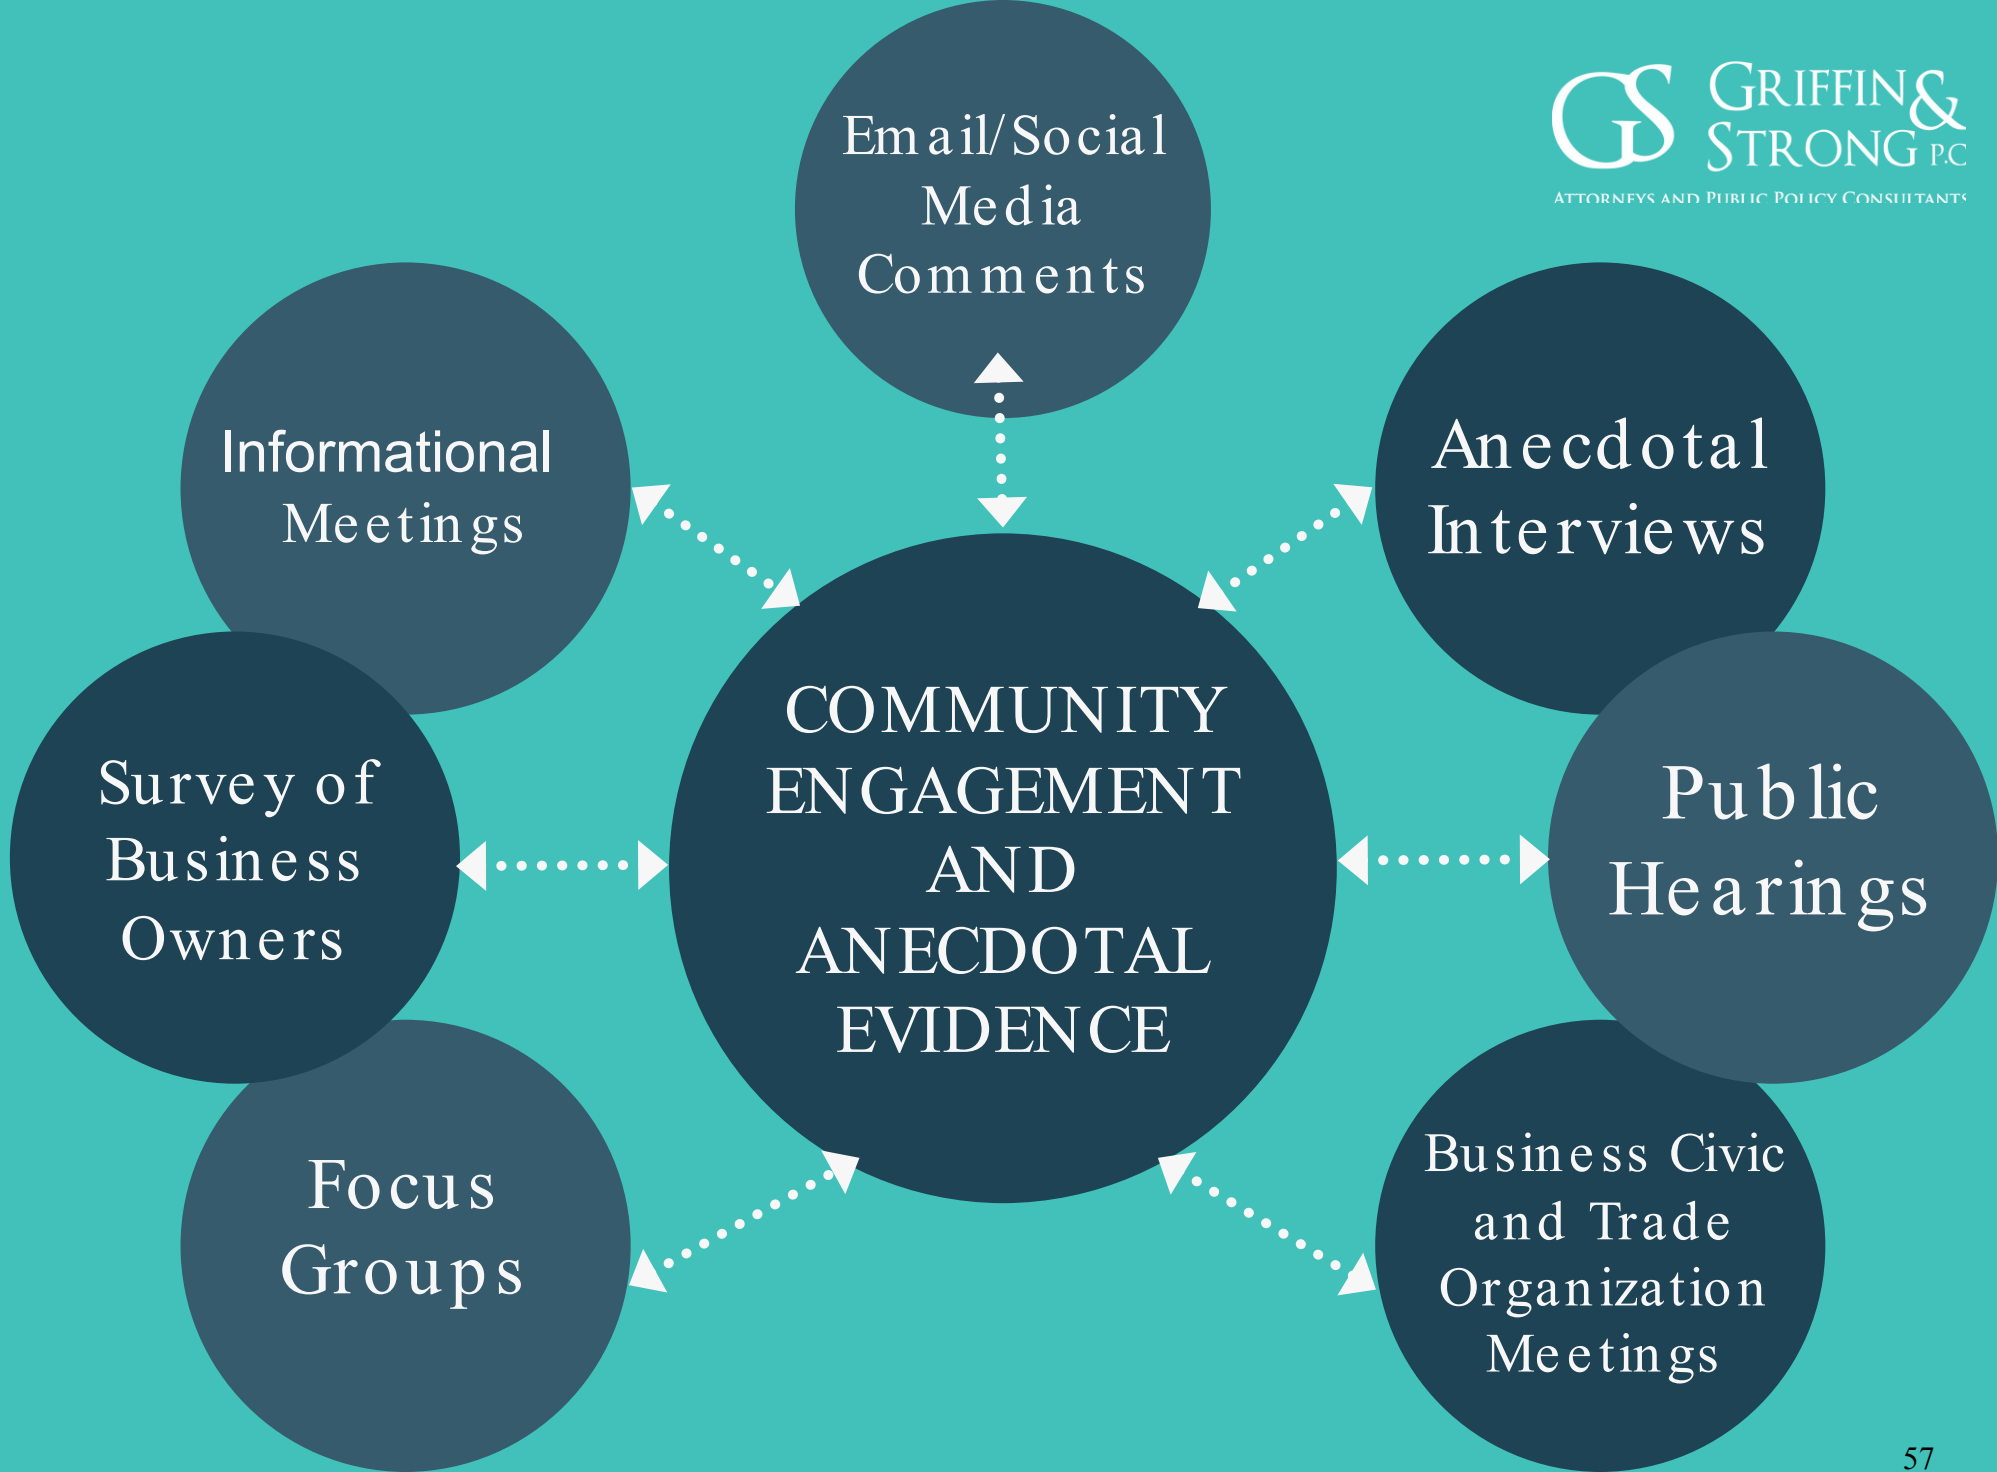 Email/Social
Media
Comments
GS
GRIFFIN&
STRONG P.C
ATTORNEYS AND PUBLIC POLICY CONSULTANTS
Informational
Meetings
Anecdotal
Interviews
Survey of
Business
Owners
COMMUNITY
ENGAGEMENT
AND
ANECDOTAL
EVIDENCE
Public
Hearings
Focus
Groups
Business Civic
and Trade
Organization
Meetings
57